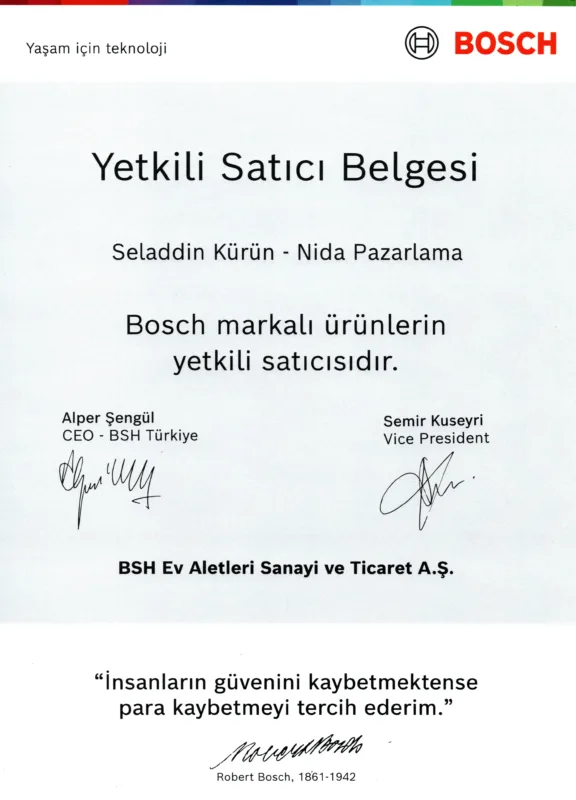 Yaşam için teknoloji
BOSCH
Yetkili Satıcı Belgesi
Seladdin Kürün - Nida Pazarlama
Bosch markalı ürünlerin
yetkili satıcısıdır.
Alper Şengül
CEO - BSH Türkiye
Semir Kuseyri
Vice President
BSH Ev Aletleri Sanayi ve Ticaret A.Ş.
“İnsanların güvenini kaybetmektense
para kaybetmeyi tercih ederim.”
Robert Bosch
Robert Bosch, 1861-1942